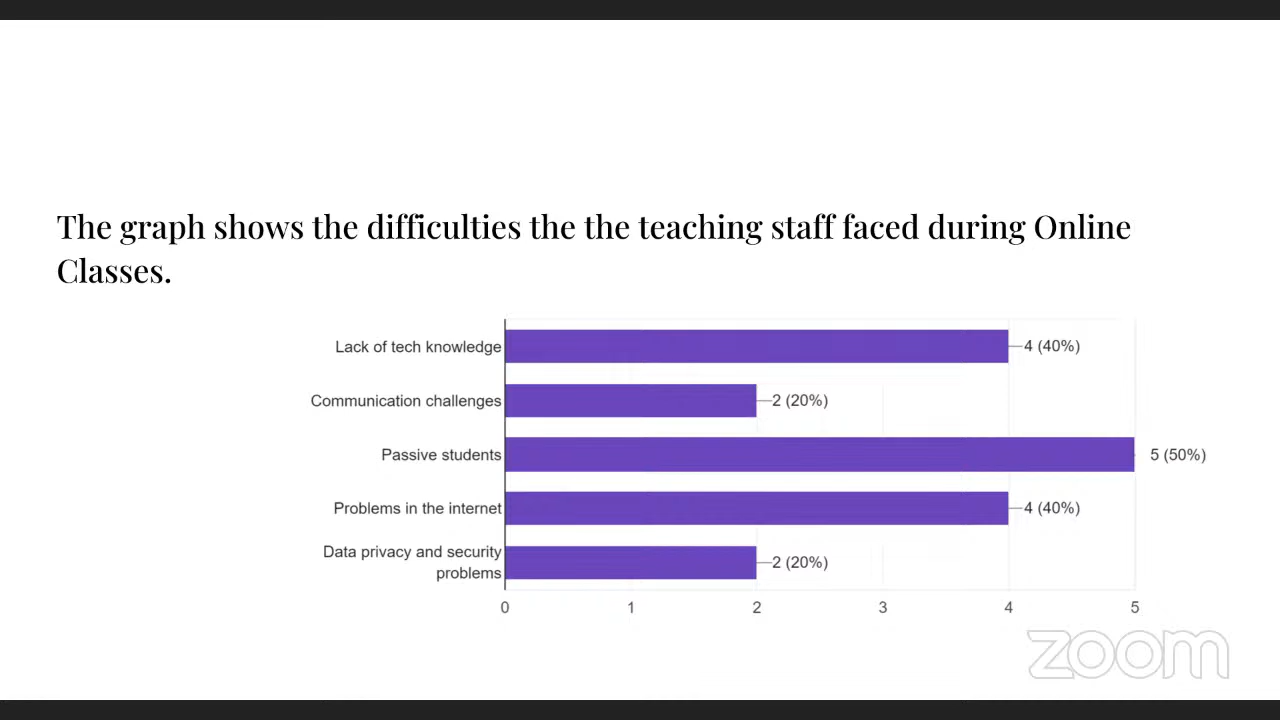 The graph shows the difficulties the the teaching staff faced during Online
Classes.
Lack of tech knowledge 4 (40%)
Communication challenges 2 (20%)
Passive students 5 (50%)
Problems in the internet 4 (40%)
Data privacy and security
problems 2 (20%)
0 1 2 3 4 5
zoom